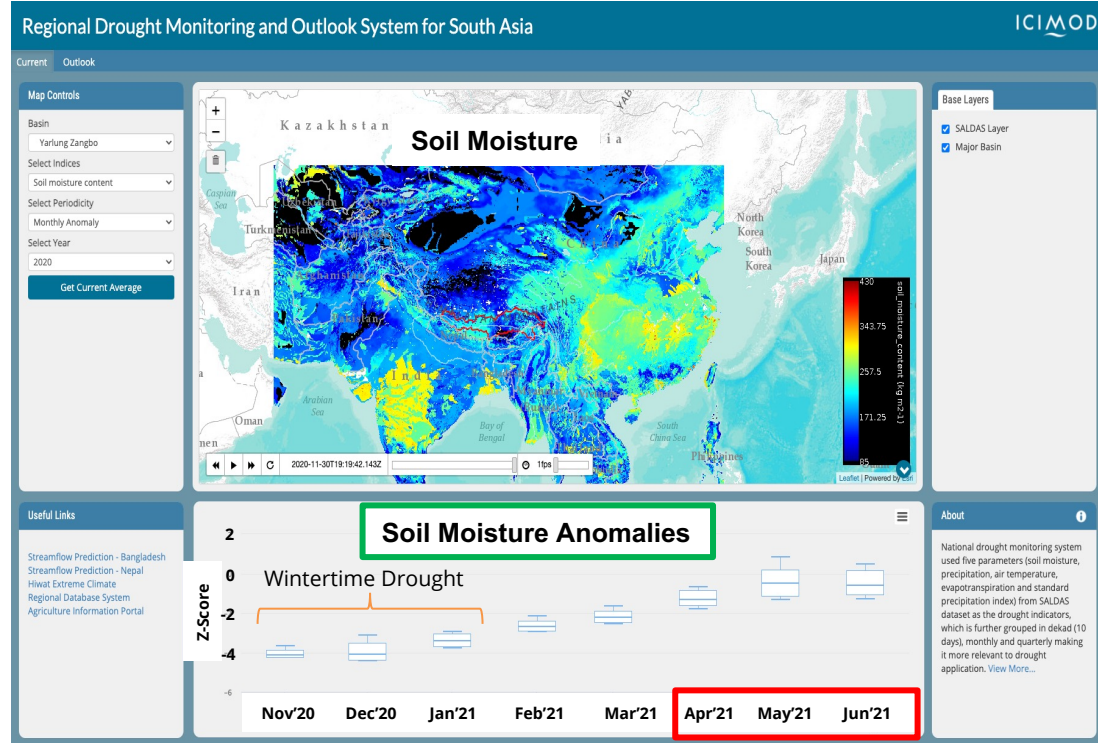 Regional Drought Monitoring and Outlook System for South Asia
ICIMOD
Current Outlook
Map Controls
Basin
Yarlung Zangbo
Select Indices
Soil moisture content
Select Periodicity
Monthly Anomaly
Select Year
2020
Get Current Average
+
−
Soil Moisture
Kazakhstan
Caspian
Sea
Uzbekistan
Turkmenistan
Afghanistan
Iran
Pakistan
India
China
North
Korea
South
Korea
Japan
Arabian
Sea
Oman
Bay of
Bengal
South
China Sea
Philippines
430
343.75
257.5
171.25
85
soil_moisture_content (kg m2-1)
2020-11-30T19:19:42.143Z
1fps
Leaflet | Powered by Esri
Base Layers
SALDAS Layer
Major Basin
Useful Links
Streamflow Prediction - Bangladesh
Streamflow Prediction - Nepal
Hiwat Extreme Climate
Regional Database System
Agriculture Information Portal
Soil Moisture Anomalies
Wintertime Drought
Z-Score
2
0
-2
-4
-6
Nov'20 Dec'20 Jan'21 Feb'21 Mar'21 Apr'21 May'21 Jun'21
About
National drought monitoring system
used five parameters (soil moisture,
precipitation, air temperature,
evapotranspiration and standard
precipitation index) from SALDAS
dataset as the drought indicators,
which is further grouped in dekad (10
days), monthly and quarterly making
it more relevant to drought
application. View More...